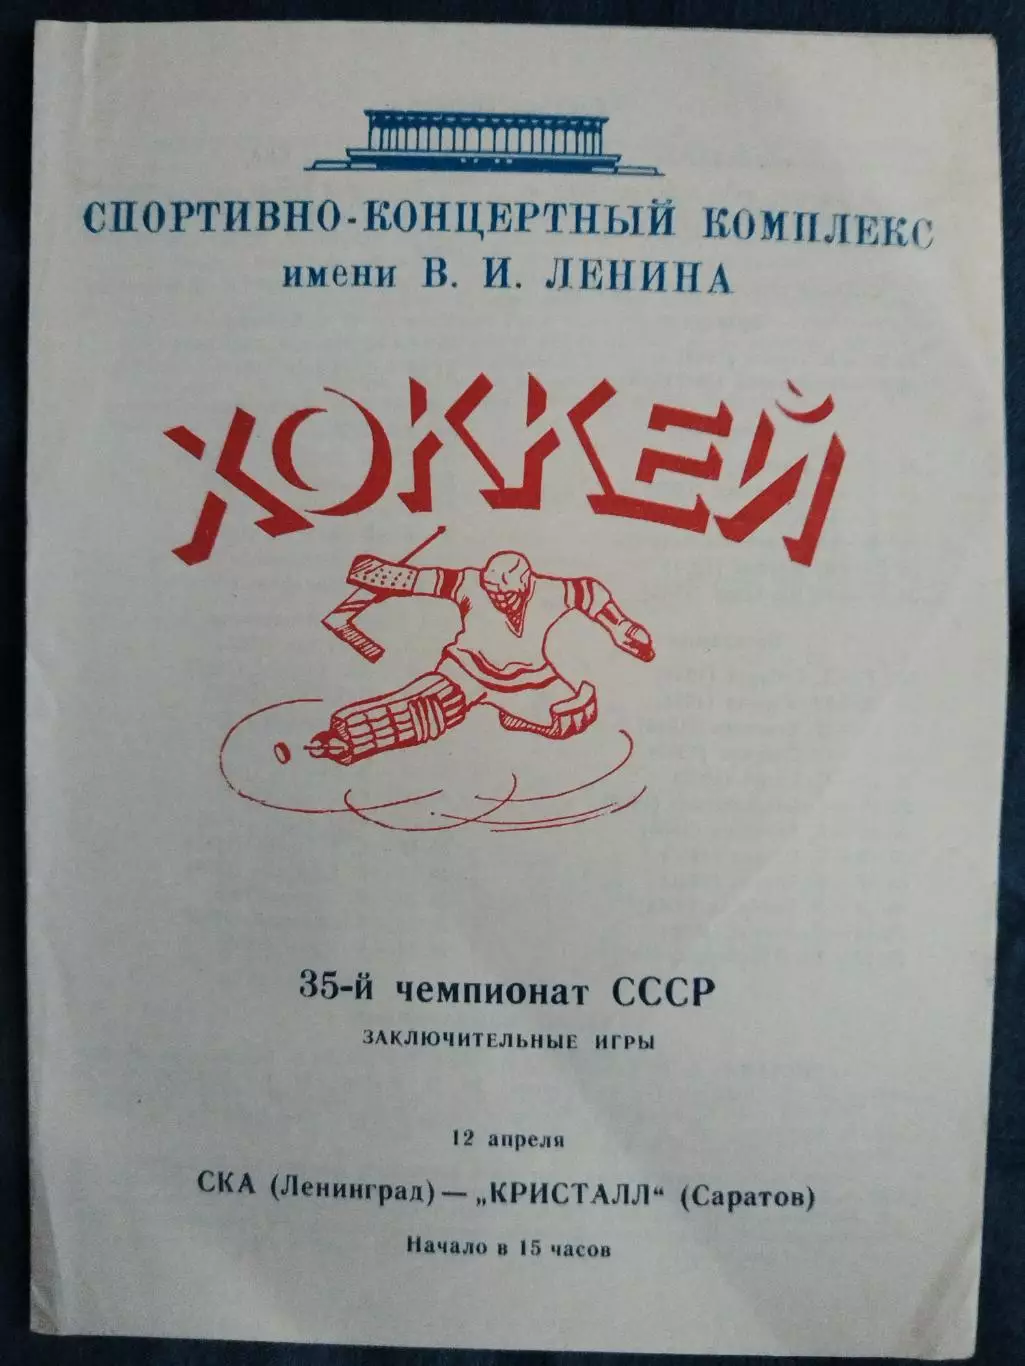 СПОРТИВНО-КОНЦЕРТНЫЙ КОМПЛЕКС
имени В. И. ЛЕНИНА
ХОККЕЙ
35-й чемпионат СССР
ЗАКЛЮЧИТЕЛЬНЫЕ ИГРЫ
12 апреля
СКА (Ленинград) — „КРИСТАЛЛ“ (Саратов)
Начало в 15 часов